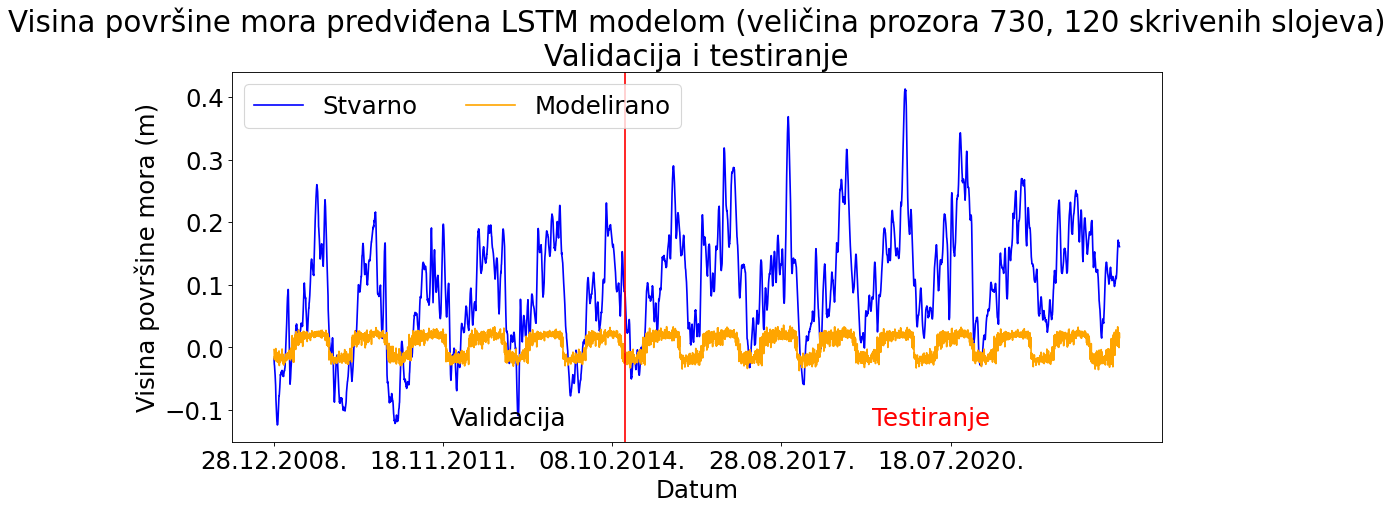 Visina površine mora predviđena LSTM modelom (veličina prozora 730, 120 skrivenih slojeva)
Validacija i testiranje
Stvarno
Modelirano
Visina površine mora (m)
0.4
0.3
0.2
0.1
0.0
−0.1
Validacija
Testiranje
28.12.2008.
18.11.2011.
08.10.2014.
28.08.2017.
18.07.2020.
Datum